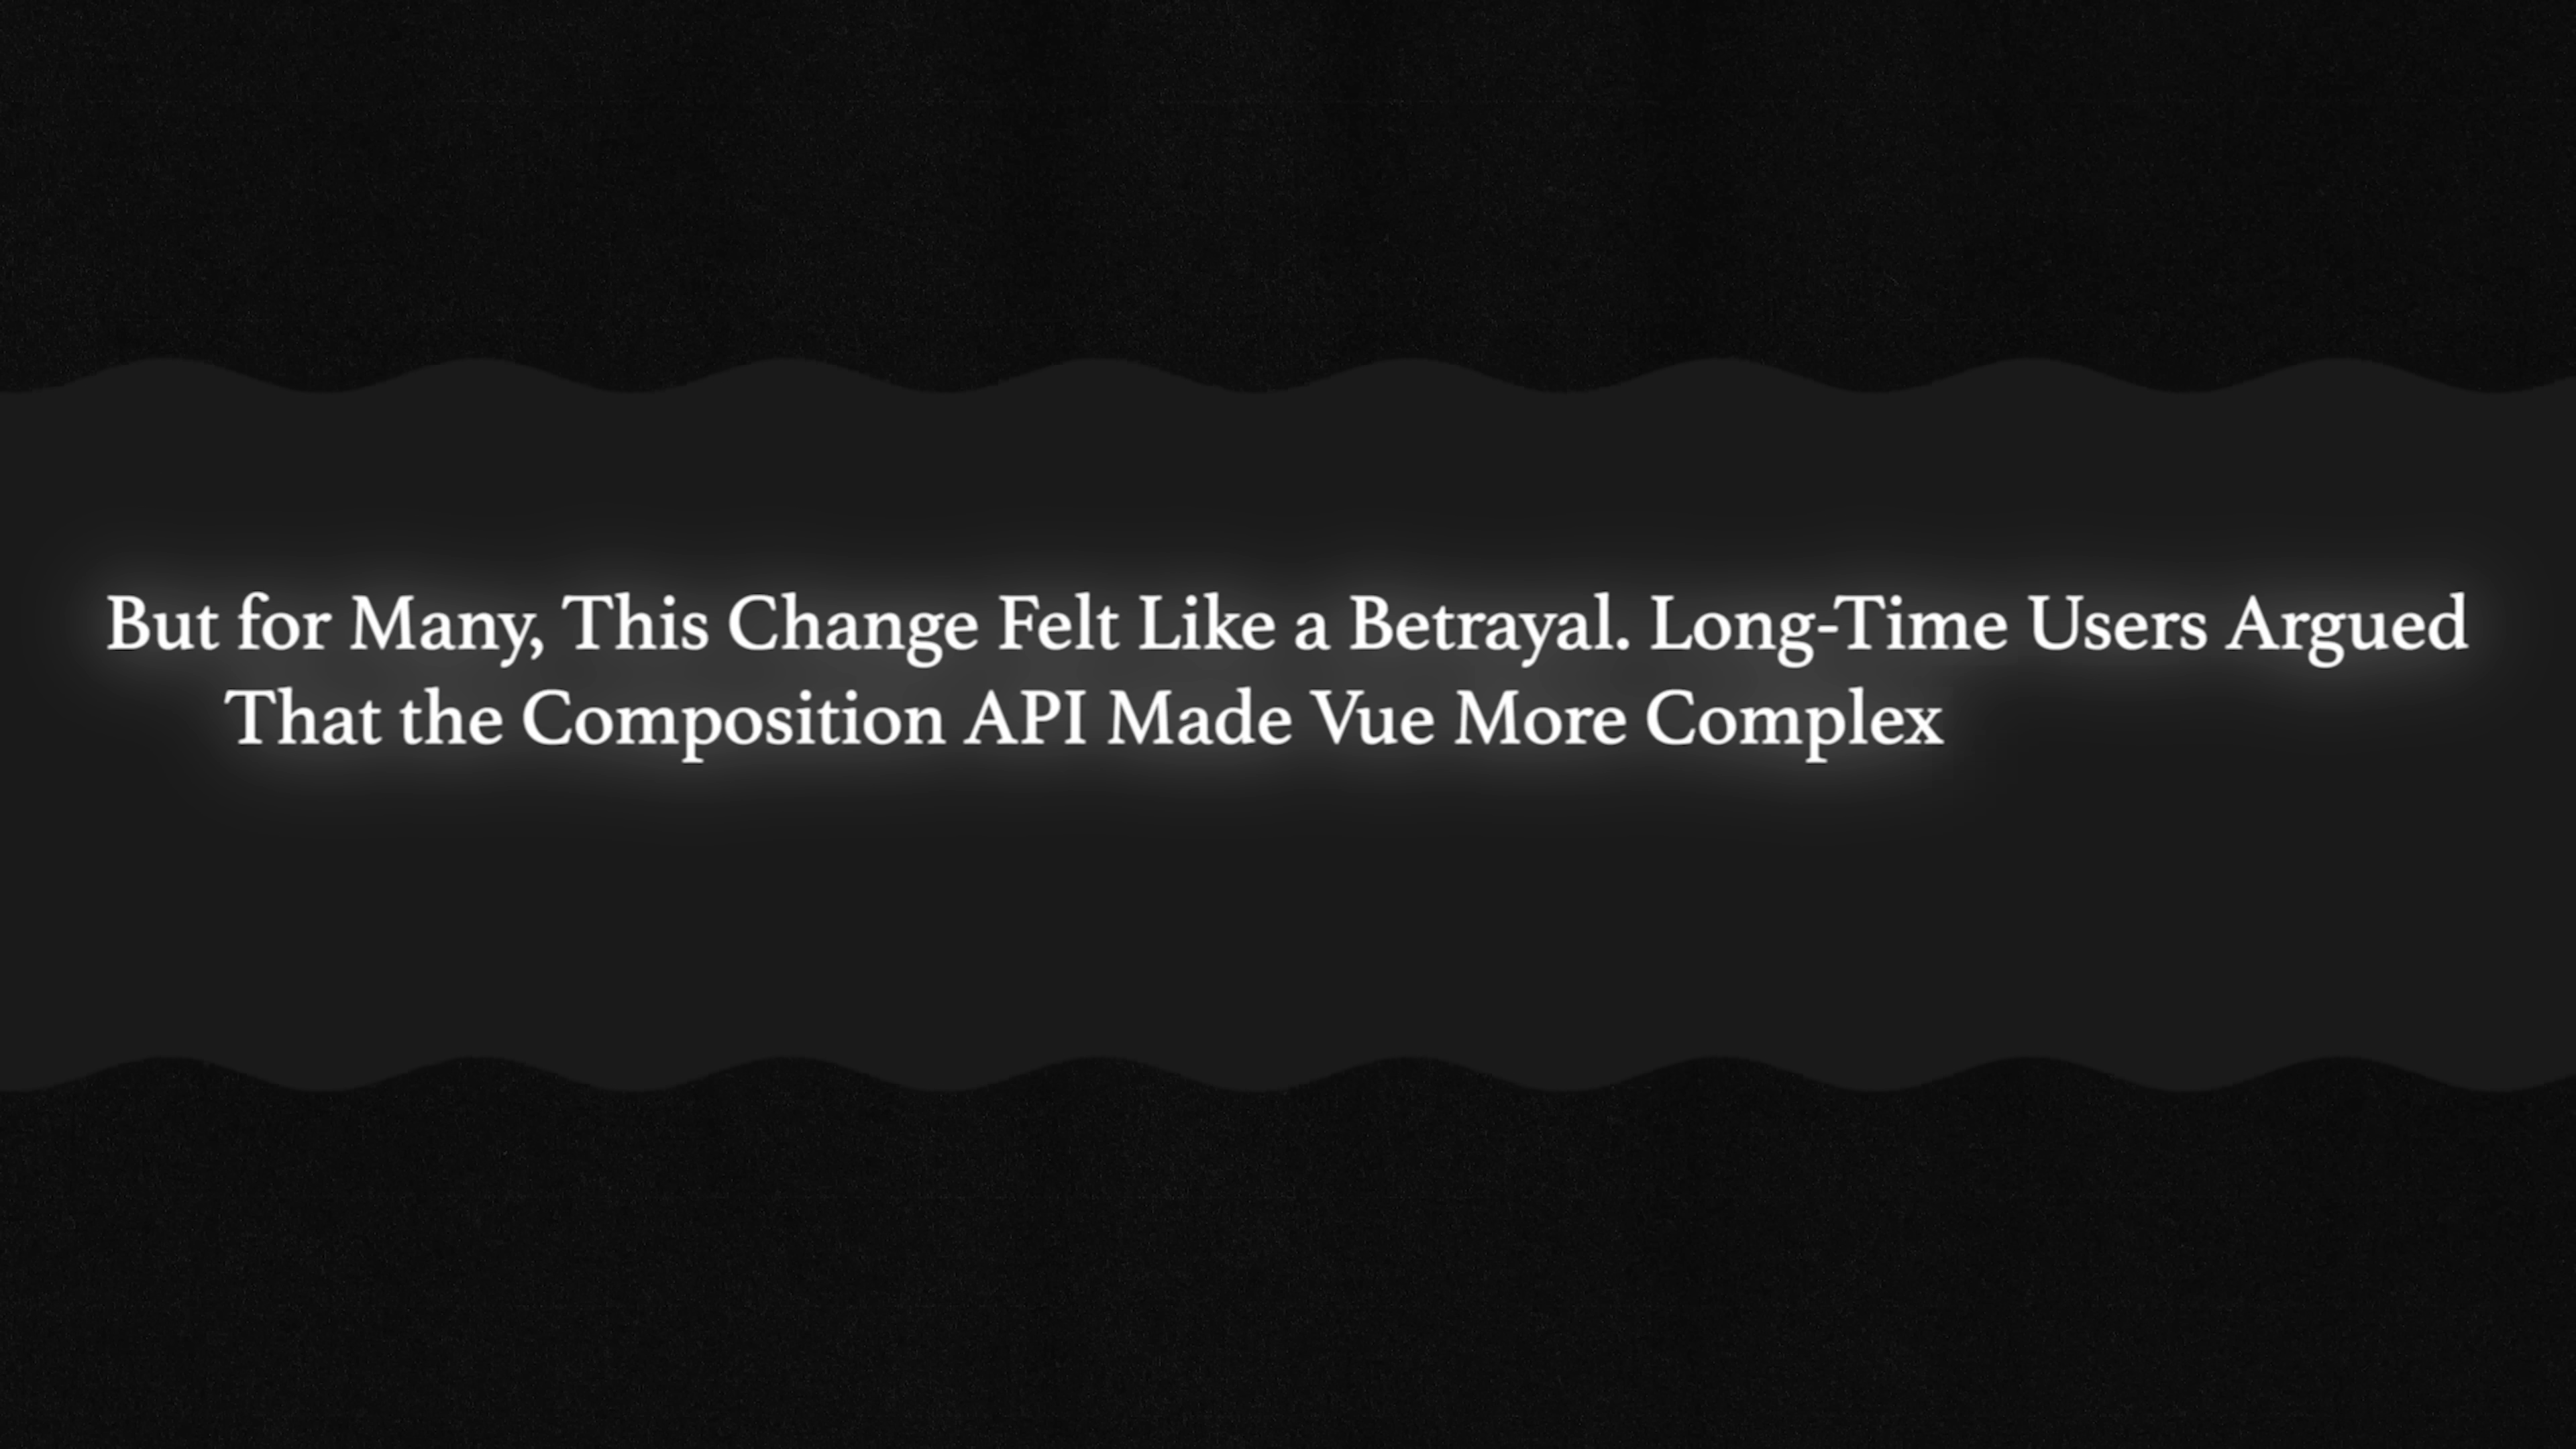 But for Many, This Change Felt Like a Betrayal. Long-Time Users Argued
That the Composition API Made Vue More Complex